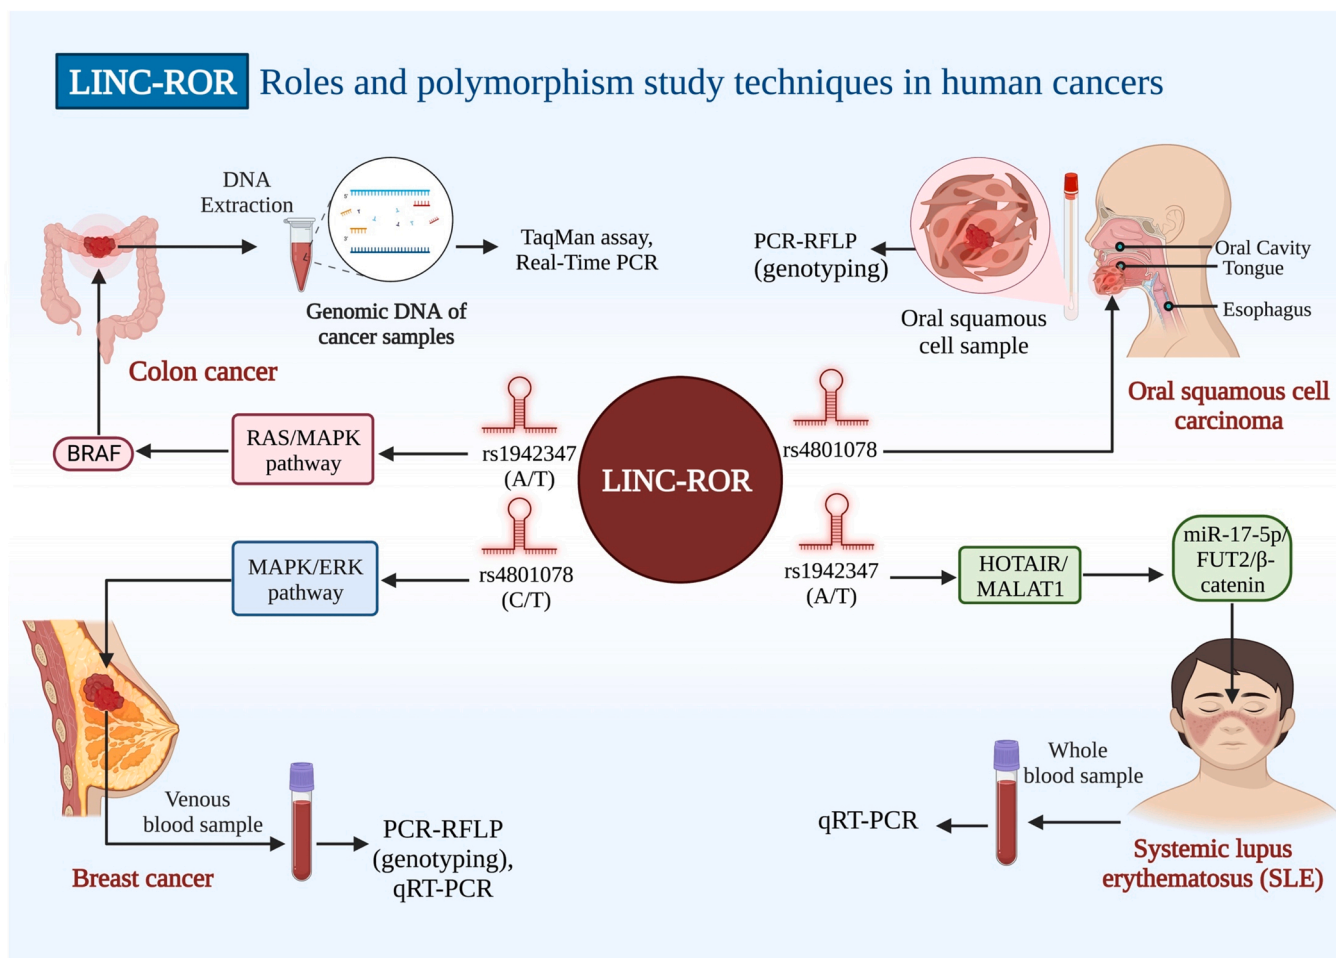 LINC-ROR Roles and polymorphism study techniques in human cancers
DNA
Extraction
5'
3'
Genomic DNA of
cancer samples
TaqMan assay,
Real-Time PCR
Colon cancer
BRAF
RAS/MAPK
pathway
rs1942347
(A/T)
PCR-RFLP
(genotyping)
Oral squamous
cell sample
Oral Cavity
Tongue
Esophagus
Oral squamous cell
carcinoma
rs4801078
LINC-ROR
MAPK/ERK
pathway
rs4801078
(C/T)
Venous
blood sample
Breast cancer
PCR-RFLP
(genotyping),
qRT-PCR
rs1942347
(A/T)
HOTAIR/
MALAT1
miR-17-5p/
FUT2/β-
catenin
Whole
blood sample
qRT-PCR
Systemic lupus
erythematosus (SLE)